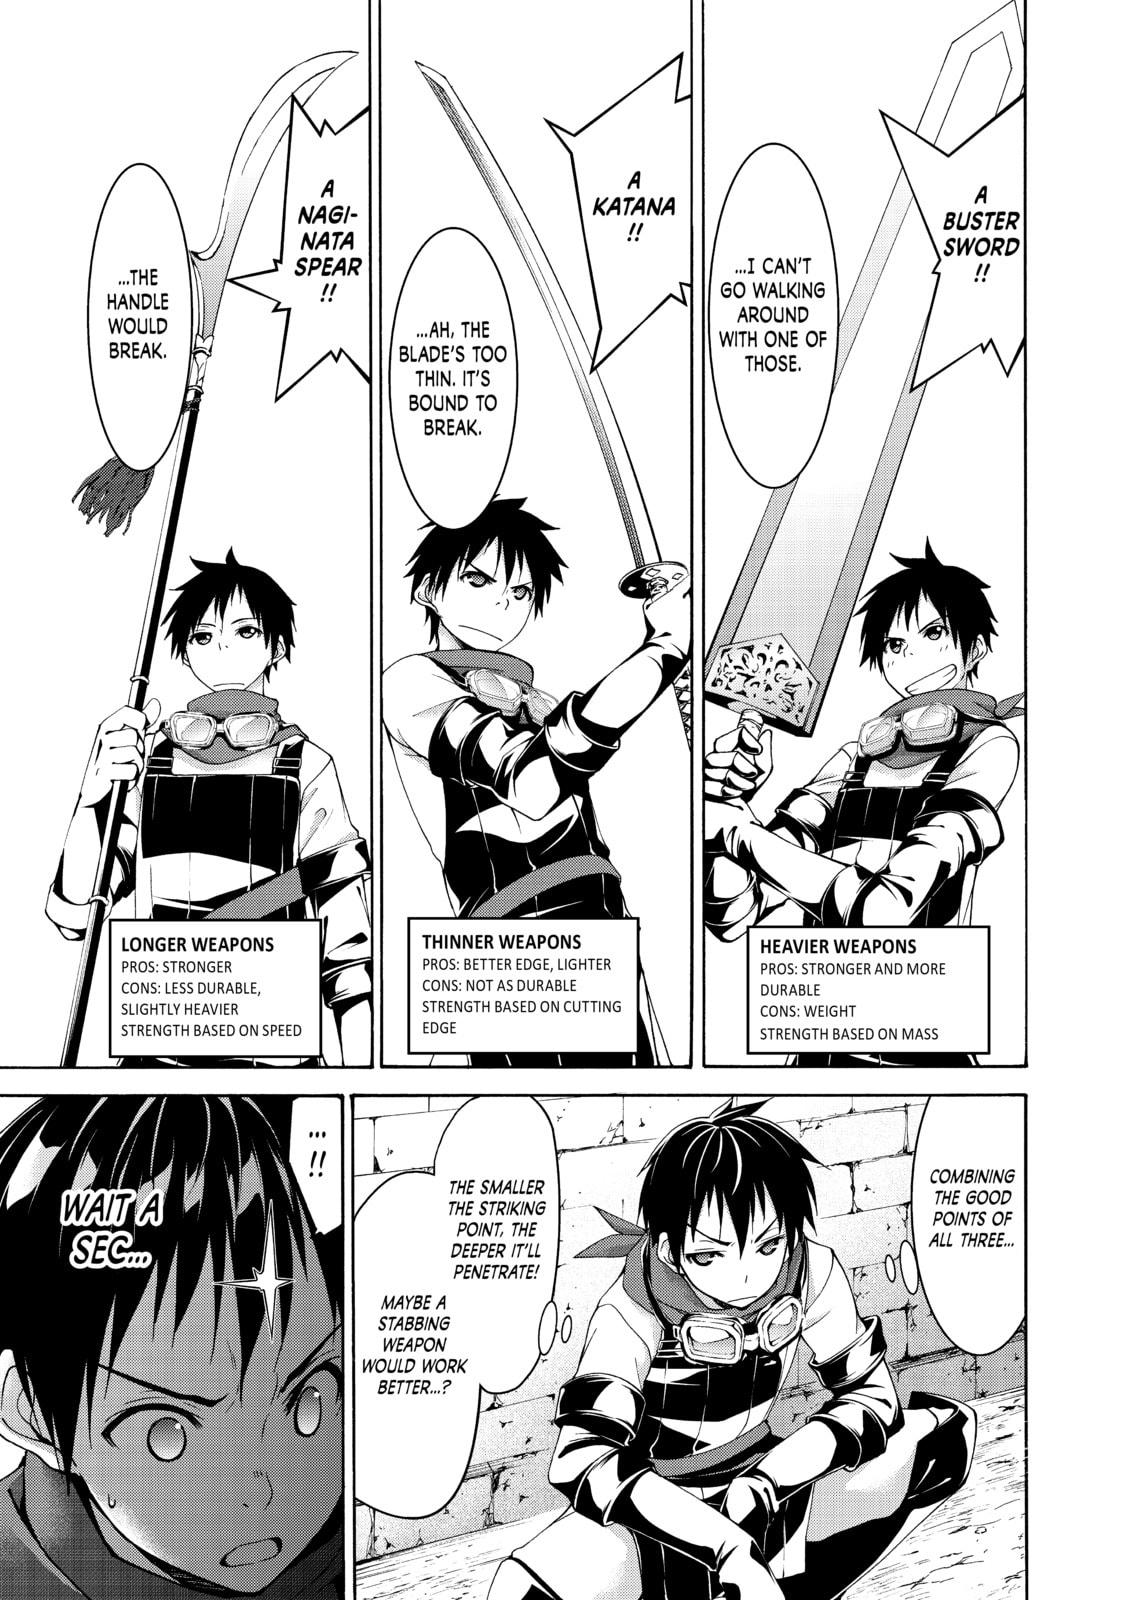 A
BUSTER
SWORD
!!
...I CAN'T
GO WALKING
AROUND
WITH ONE OF
THOSE.
HEAVIER WEAPONS
PROS: STRONGER AND MORE
DURABLE
CONS: WEIGHT
STRENGTH BASED ON MASS
A
KATANA
!!
...AH, THE
BLADE'S TOO
THIN. IT'S
BOUND TO
BREAK.
THINNER WEAPONS
PROS: BETTER EDGE, LIGHTER
CONS: NOT AS DURABLE
STRENGTH BASED ON CUTTING
EDGE
A
NAGI-
NATA
SPEAR
!!
...THE
HANDLE
WOULD
BREAK.
LONGER WEAPONS
PROS: STRONGER
CONS: LESS DURABLE,
SLIGHTLY HEAVIER
STRENGTH BASED ON SPEED
COMBINING
THE GOOD
POINTS OF
ALL THREE...
THE SMALLER
THE STRIKING
POINT, THE
DEEPER IT'LL
PENETRATE!
MAYBE A
STABBING
WEAPON
WOULD WORK
BETTER...?
...
!!
WAIT A
SEC...